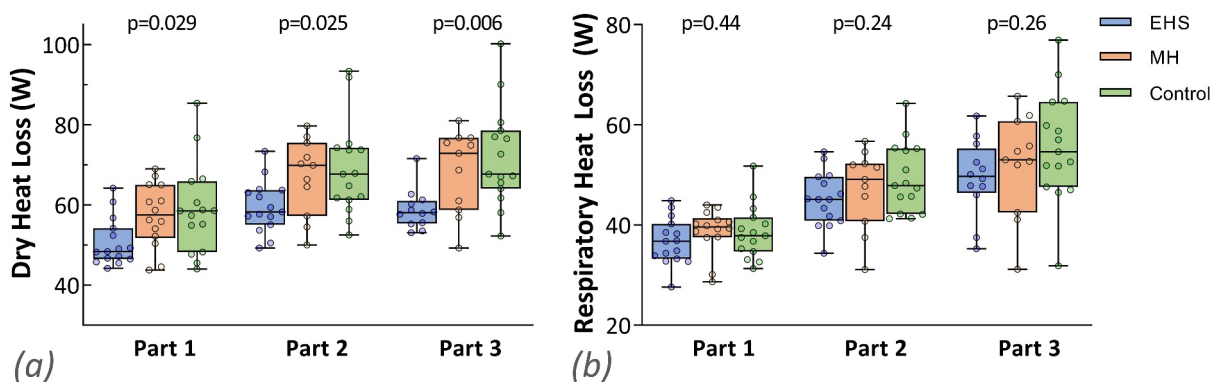 p=0.029 p=0.025 p=0.006
Dry Heat Loss (W)
100
80
60
40
Part 1 Part 2 Part 3
(a)
p=0.44 p=0.24 p=0.26
Respiratory Heat Loss (W)
80
60
40
20
Part 1 Part 2 Part 3
(b)
EHS
MH
Control